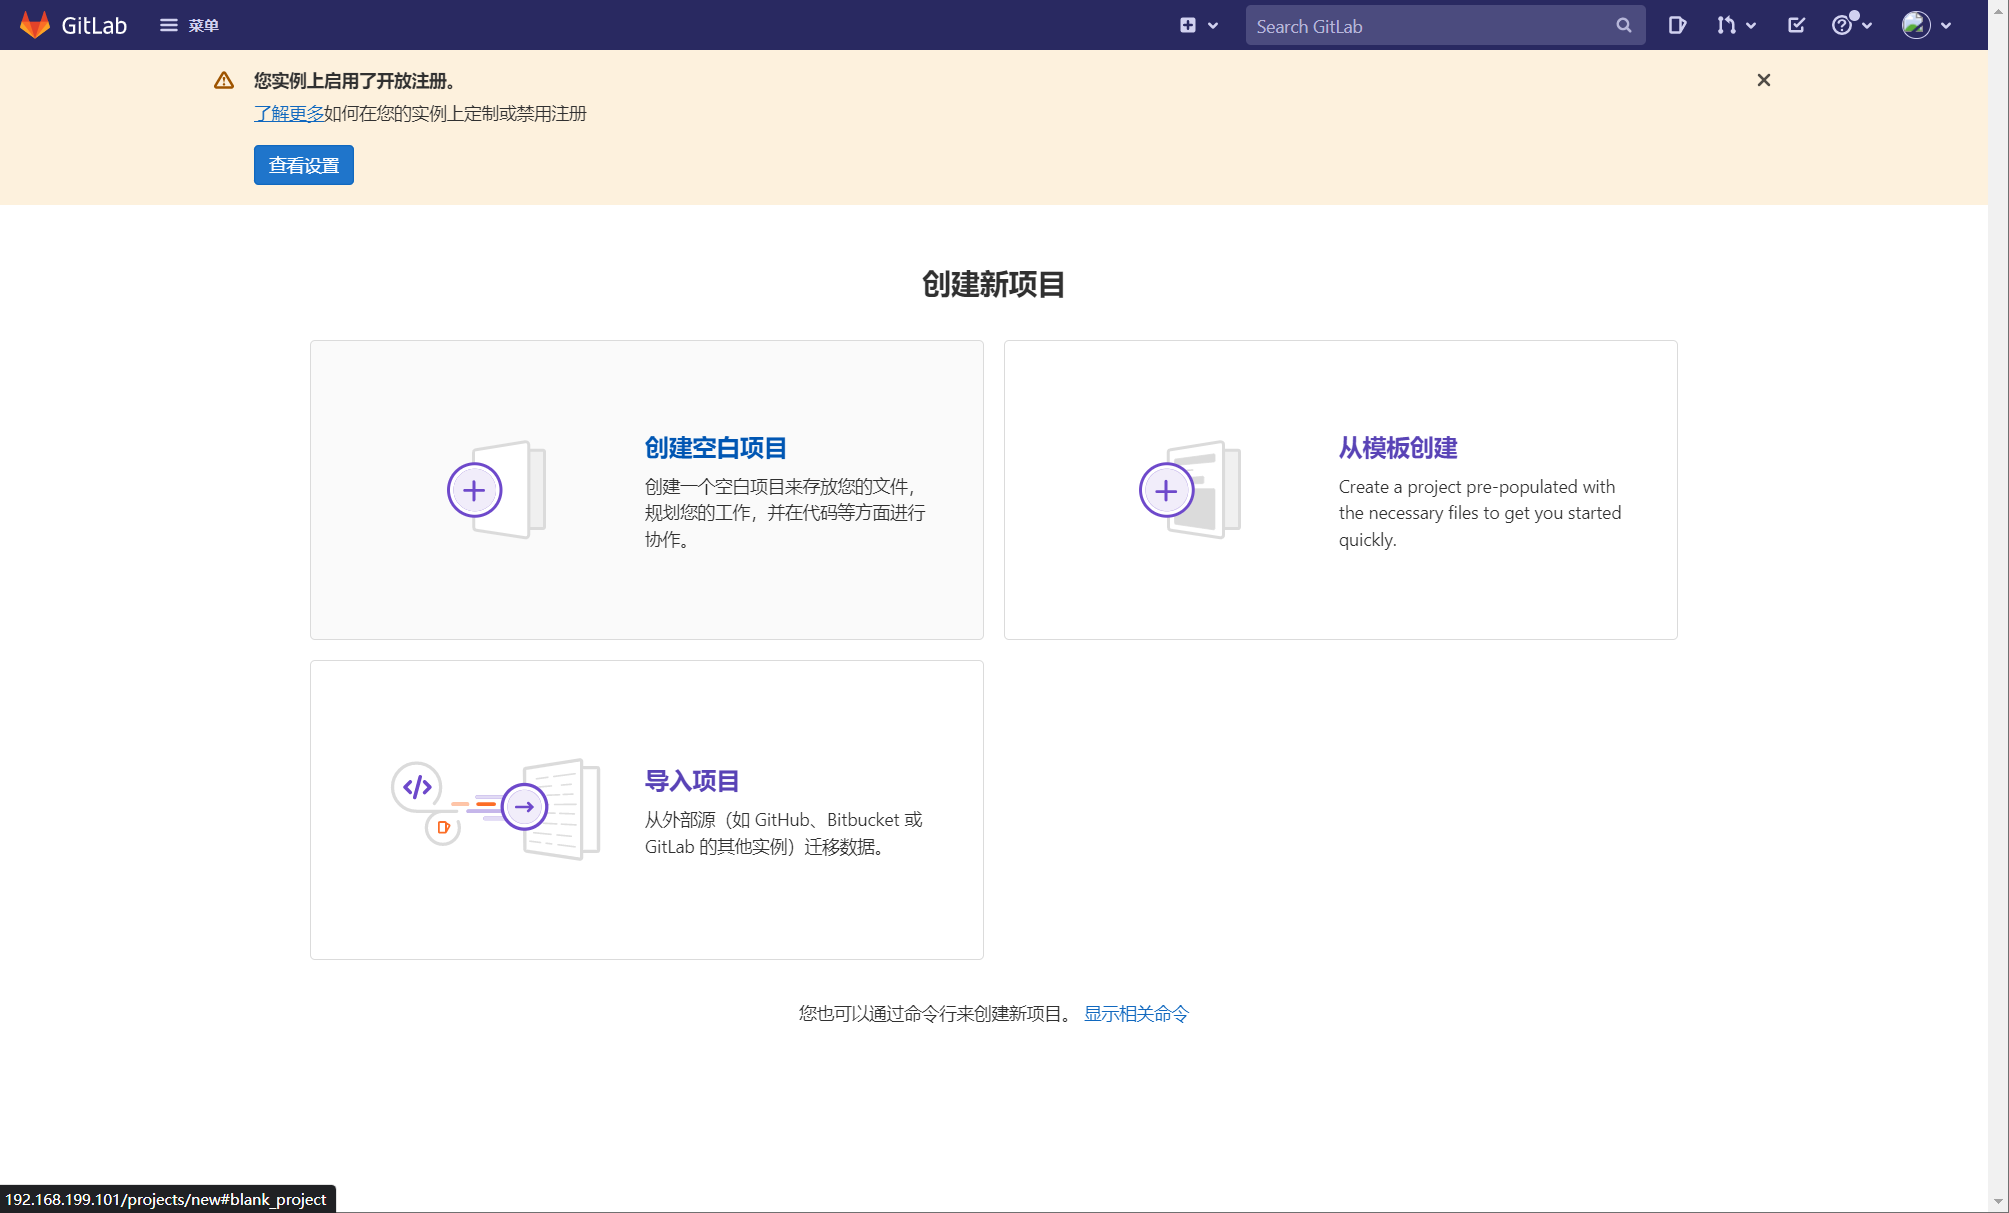 GitLab
菜单
Search GitLab
您实例上启用了开放注册。
了解更多如何在您的实例上定制或禁用注册
查看设置
创建新项目
创建空白项目
创建一个空白项目来存放您的文件，
规划您的工作，并在代码等方面进行
协作。
从模板创建
Create a project pre-populated with
the necessary files to get you started
quickly.
导入项目
从外部源（如 GitHub、Bitbucket 或
GitLab 的其他实例）迁移数据。
您也可以通过命令行来创建新项目。 显示相关命令
192.168.199.101/projects/new#blank_project